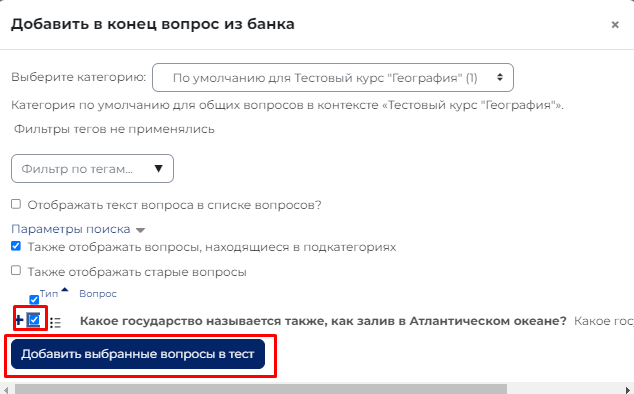 Добавить в конец вопрос из банка
×
Выберите категорию: По умолчанию для Тестовый курс "География" (1)
Категория по умолчанию для общих вопросов в контексте «Тестовый курс "География"».
Фильтры тегов не применялись
Фильтр по тегам... ▼
Отображать текст вопроса в списке вопросов?
Параметры поиска
Также отображать вопросы, находящиеся в подкатегориях
Также отображать старые вопросы
Тип Вопрос
Какое государство называется также, как залив в Атлантическом океане? Какое гос
Добавить выбранные вопросы в тест